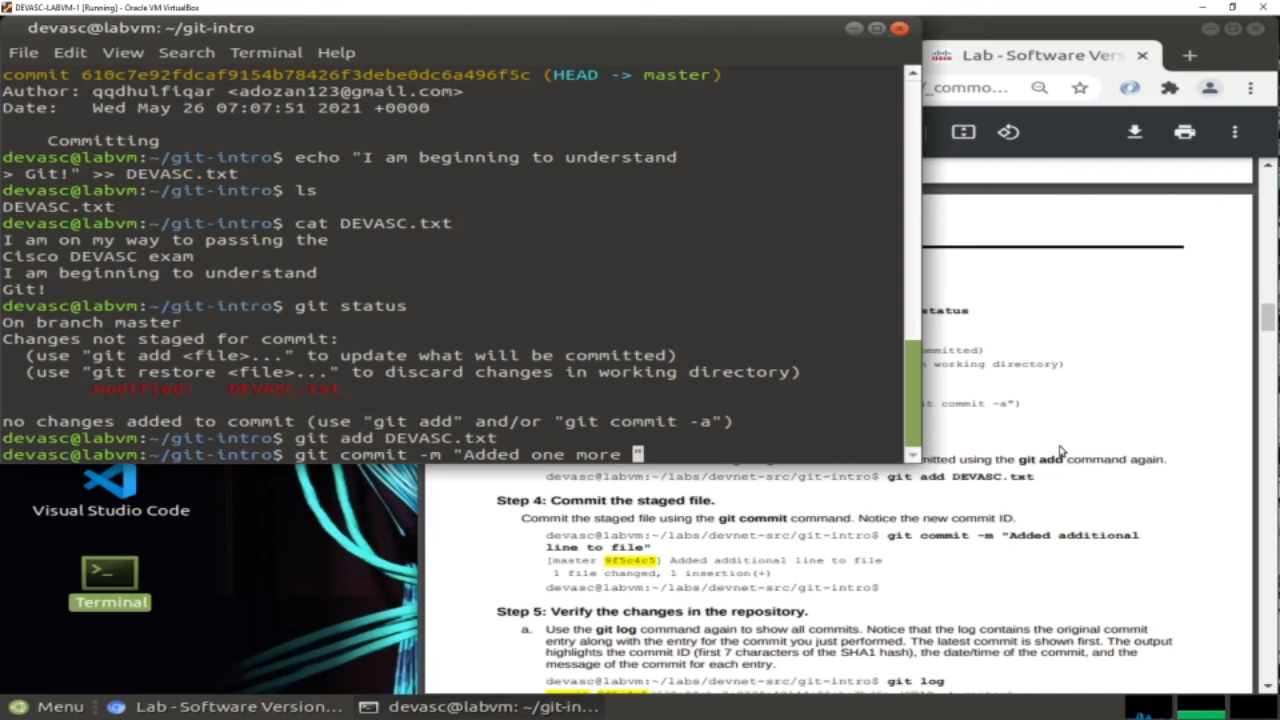 DEVASC-LABVM-1 [Running] - Oracle VM VirtualBox
devasc@labvm: ~/git-intro
File Edit View Search Terminal Help
commit 610c7e92fdcaf9154b78426f3debe0dc6a496f5c (HEAD -> master)
Author: qqdhulfiqar <adozan123@gmail.com>
Date:   Wed May 26 07:07:51 2021 +0000
    Committing
devasc@labvm:~/git-intro$ echo "I am beginning to understand
> Git!" >> DEVASC.txt
devasc@labvm:~/git-intro$ ls
DEVASC.txt
devasc@labvm:~/git-intro$ cat DEVASC.txt
I am on my way to passing the
Cisco DEVASC exam
I am beginning to understand
Git!
devasc@labvm:~/git-intro$ git status
On branch master
Changes not staged for commit:
  (use "git add <file>..." to update what will be committed)
  (use "git restore <file>..." to discard changes in working directory)
        modified:   DEVASC.txt
no changes added to commit (use "git add" and/or "git commit -a")
devasc@labvm:~/git-intro$ git add DEVASC.txt
devasc@labvm:~/git-intro$ git commit -m "Added one more "
cisco Lab - Software Vers
_commo...
status
ommitted)
n working directory)
it commit -a")
mitted using the git add command again.
devasc@labvm:~/labs/devnet-src/git-intro$ git add DEVASC.txt
Step 4: Commit the staged file.
Commit the staged file using the git commit command. Notice the new commit ID.
devasc@labvm:~/labs/devnet-src/git-intro$ git commit -m "Added additional
line to file"
[master 9f5c4c5] Added additional line to file
1 file changed, 1 insertion(+)
devasc@labvm:~/labs/devnet-src/git-intro$
Step 5: Verify the changes in the repository.
a. Use the git log command again to show all commits. Notice that the log contains the original commit
entry along with the entry for the commit you just performed. The latest commit is shown first. The output
highlights the commit ID (first 7 characters of the SHA1 hash), the date/time of the commit, and the
message of the commit for each entry.
devasc@labvm:~/labs/devnet-src/git-intro$ git log
Visual Studio Code
Terminal
Menu
Lab - Software Version...
devasc@labvm: ~/git-in...